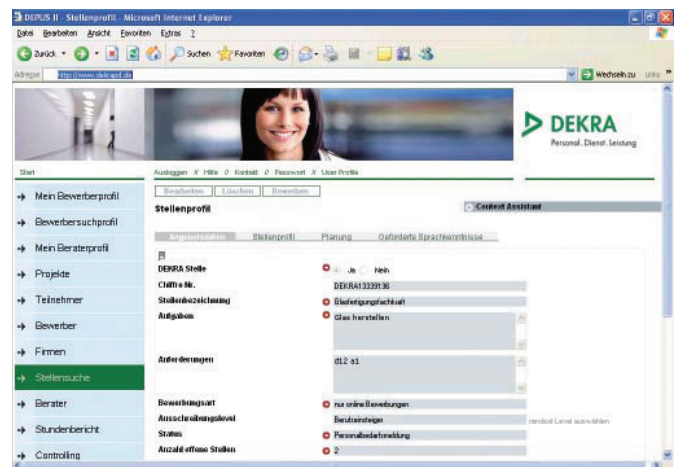 DEPUS II - Stellenprofil - Microsoft Internet Explorer
Datei Bearbeiten Ansicht Favoriten Extras ?
Zurück Suchen Favoriten
Adresse http://www.dekrapd.de Wechseln zu Links »
DEKRA
Personal. Dienst. Leistung
Start
Ausloggen // Hilfe // Kontakt // Passwort // User Profile
Bearbeiten Löschen Bewerben
Stellenprofil
Context Assistant
Mein Bewerberprofil
Bewerbersuchprofil
Mein Beraterprofil
Projekte
Teilnehmer
Bewerber
Firmen
Stellensuche
Berater
Stundenbericht
Controlling
Angebotsdaten Stellenprofil Planung Geforderte Sprachkenntnisse
DEKRA Stelle Ja Nein
Chiffre Nr. DEKRA13339136
Stellenbezeichnung Glasfertigungsfachkraft
Aufgaben Glas herstellen
Anforderungen d12 a1
Bewerbungsart nur online Bewerbungen
Ausschreibungslevel Berufseinsteiger Level auswählen
Status Personalbedarfsmeldung
Anzahl offene Stellen 2